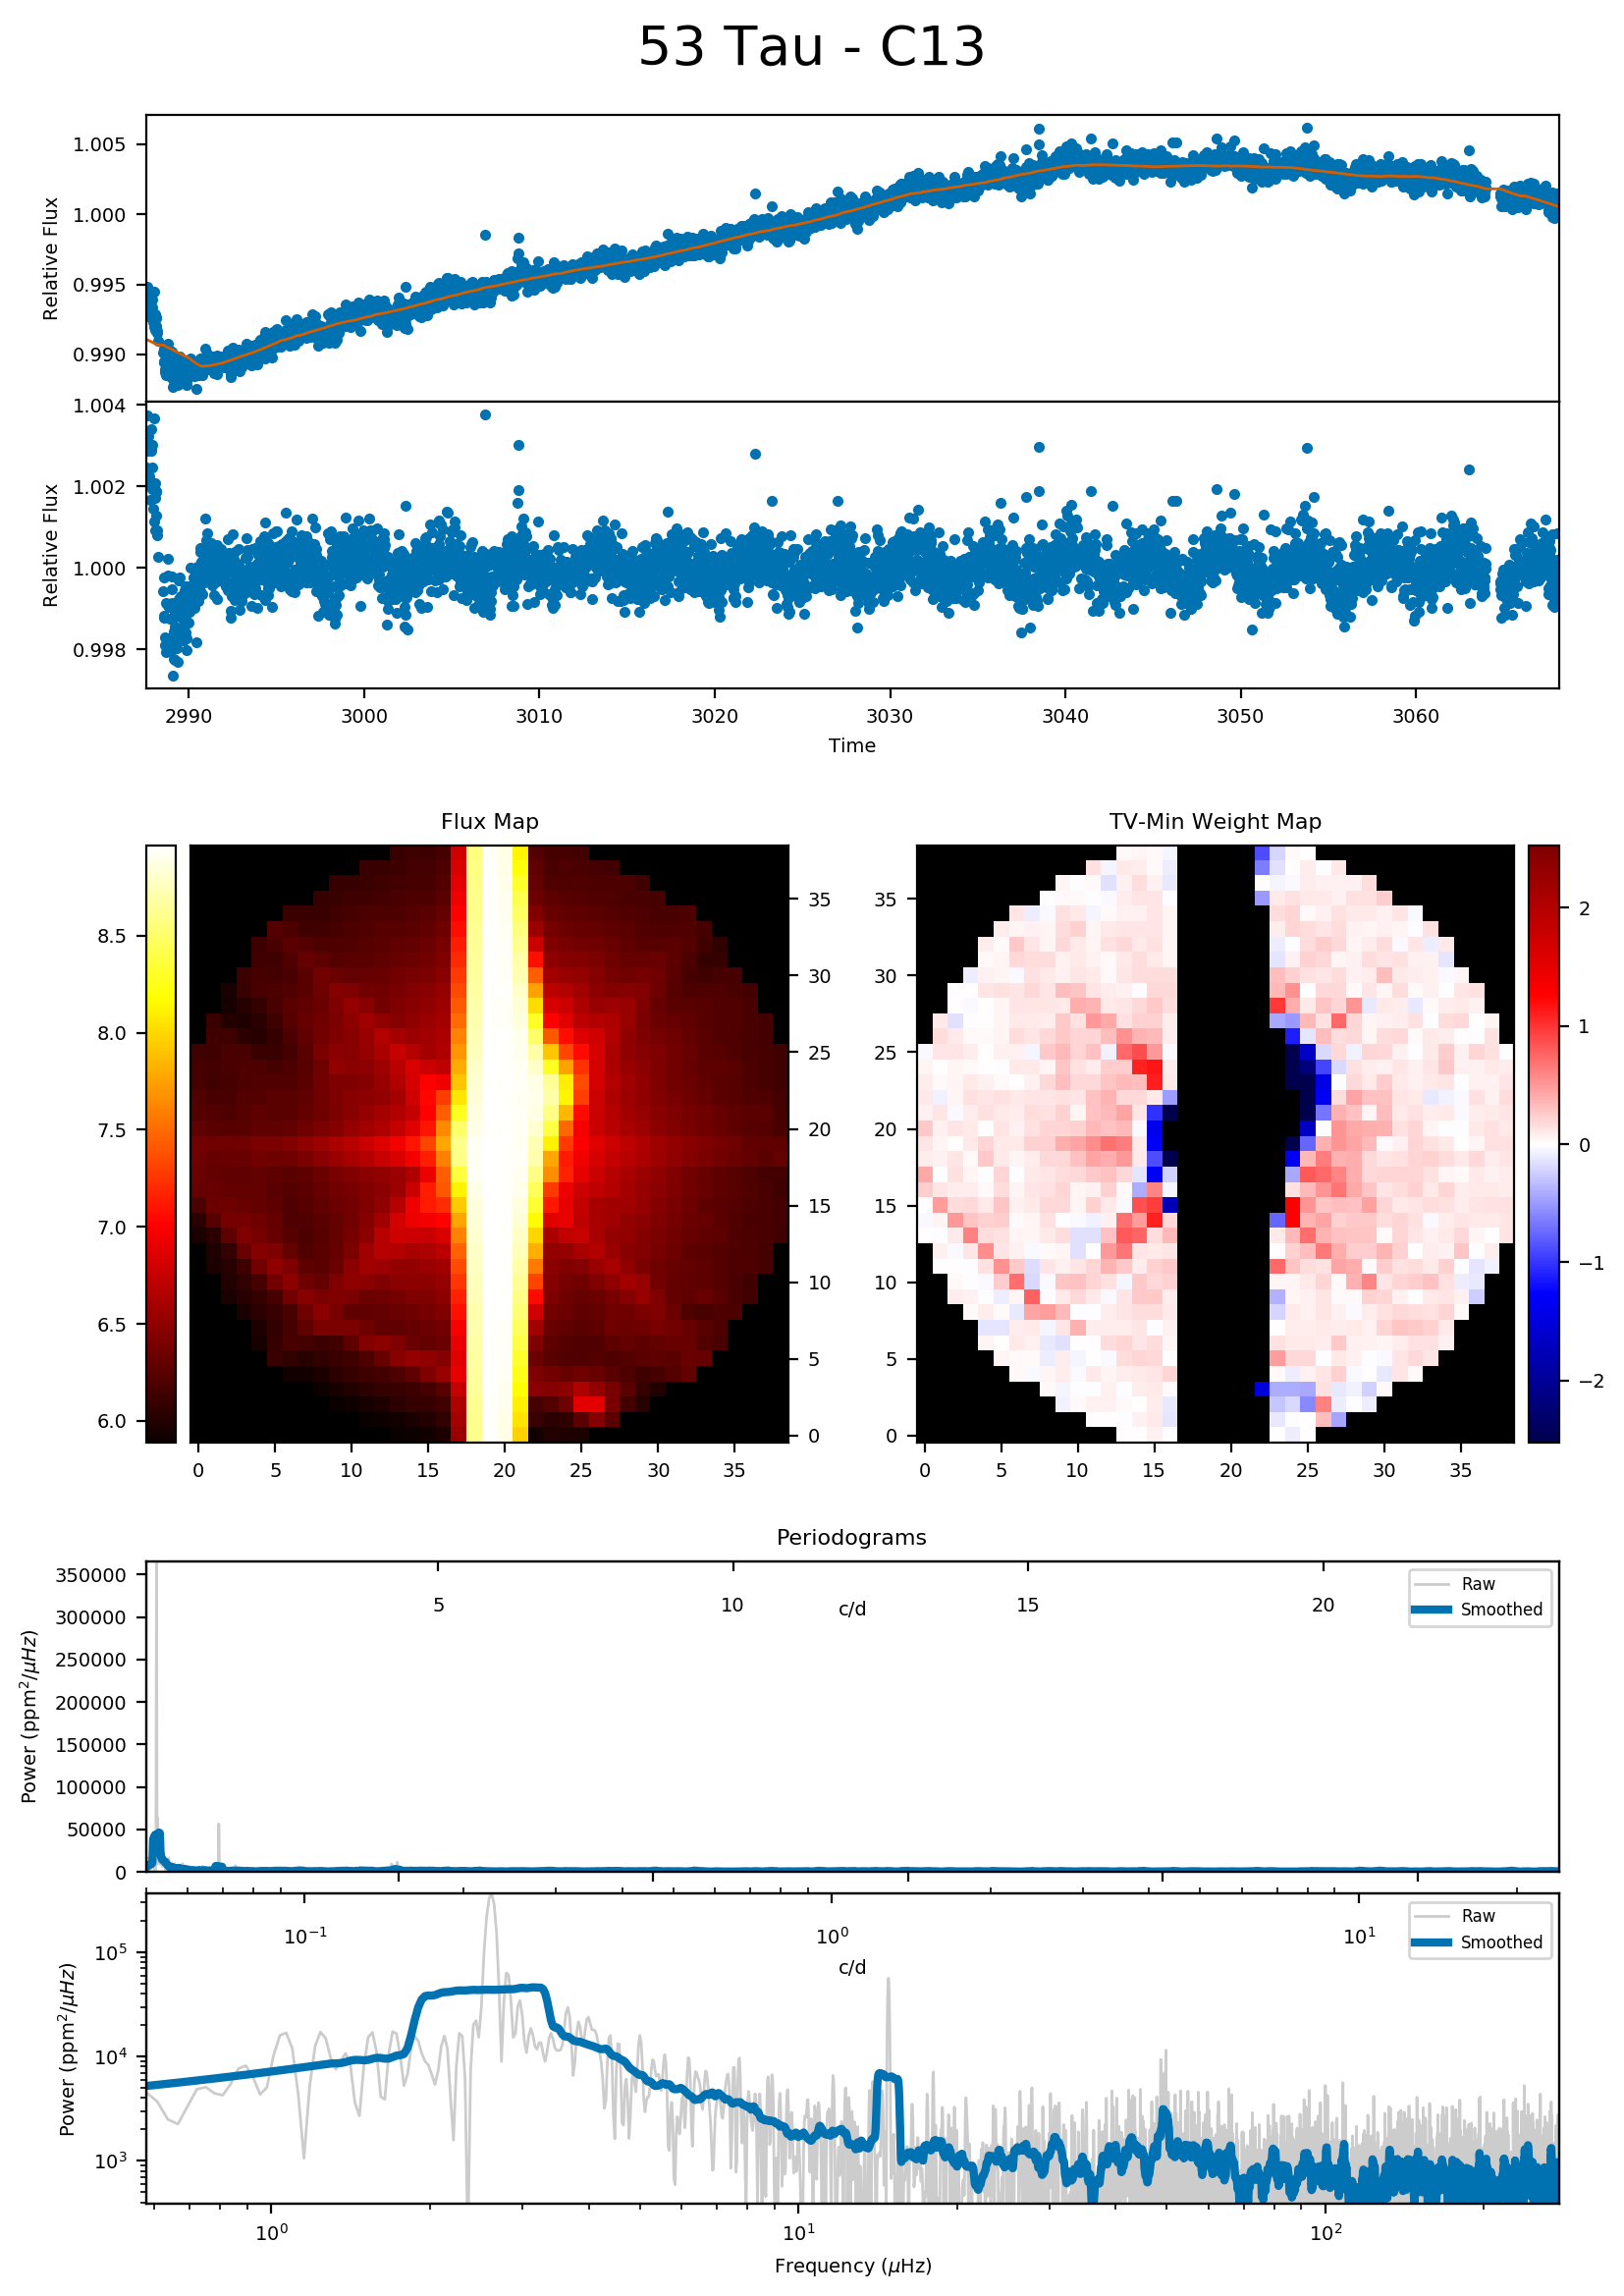 53 Tau - C13
1.005
1.000
0.995
0.990
Relative Flux
1.004
1.002
1.000
0.998
Relative Flux
2990 3000 3010 3020 3030 3040 3050 3060
Time
Flux Map
8.5
8.0
7.5
7.0
6.5
6.0
35
30
25
20
15
10
5
0
0 5 10 15 20 25 30 35
TV-Min Weight Map
35
30
25
20
15
10
5
0
0 5 10 15 20 25 30 35
2
1
0
−1
−2
Periodograms
350000
300000
250000
200000
150000
100000
50000
0
Power (ppm²/μHz)
5 10 15 20
c/d
Raw
Smoothed
10⁵
10⁴
10³
Power (ppm²/μHz)
10⁻¹ 10⁰ 10¹
c/d
Raw
Smoothed
10⁰ 10¹ 10²
Frequency (μHz)